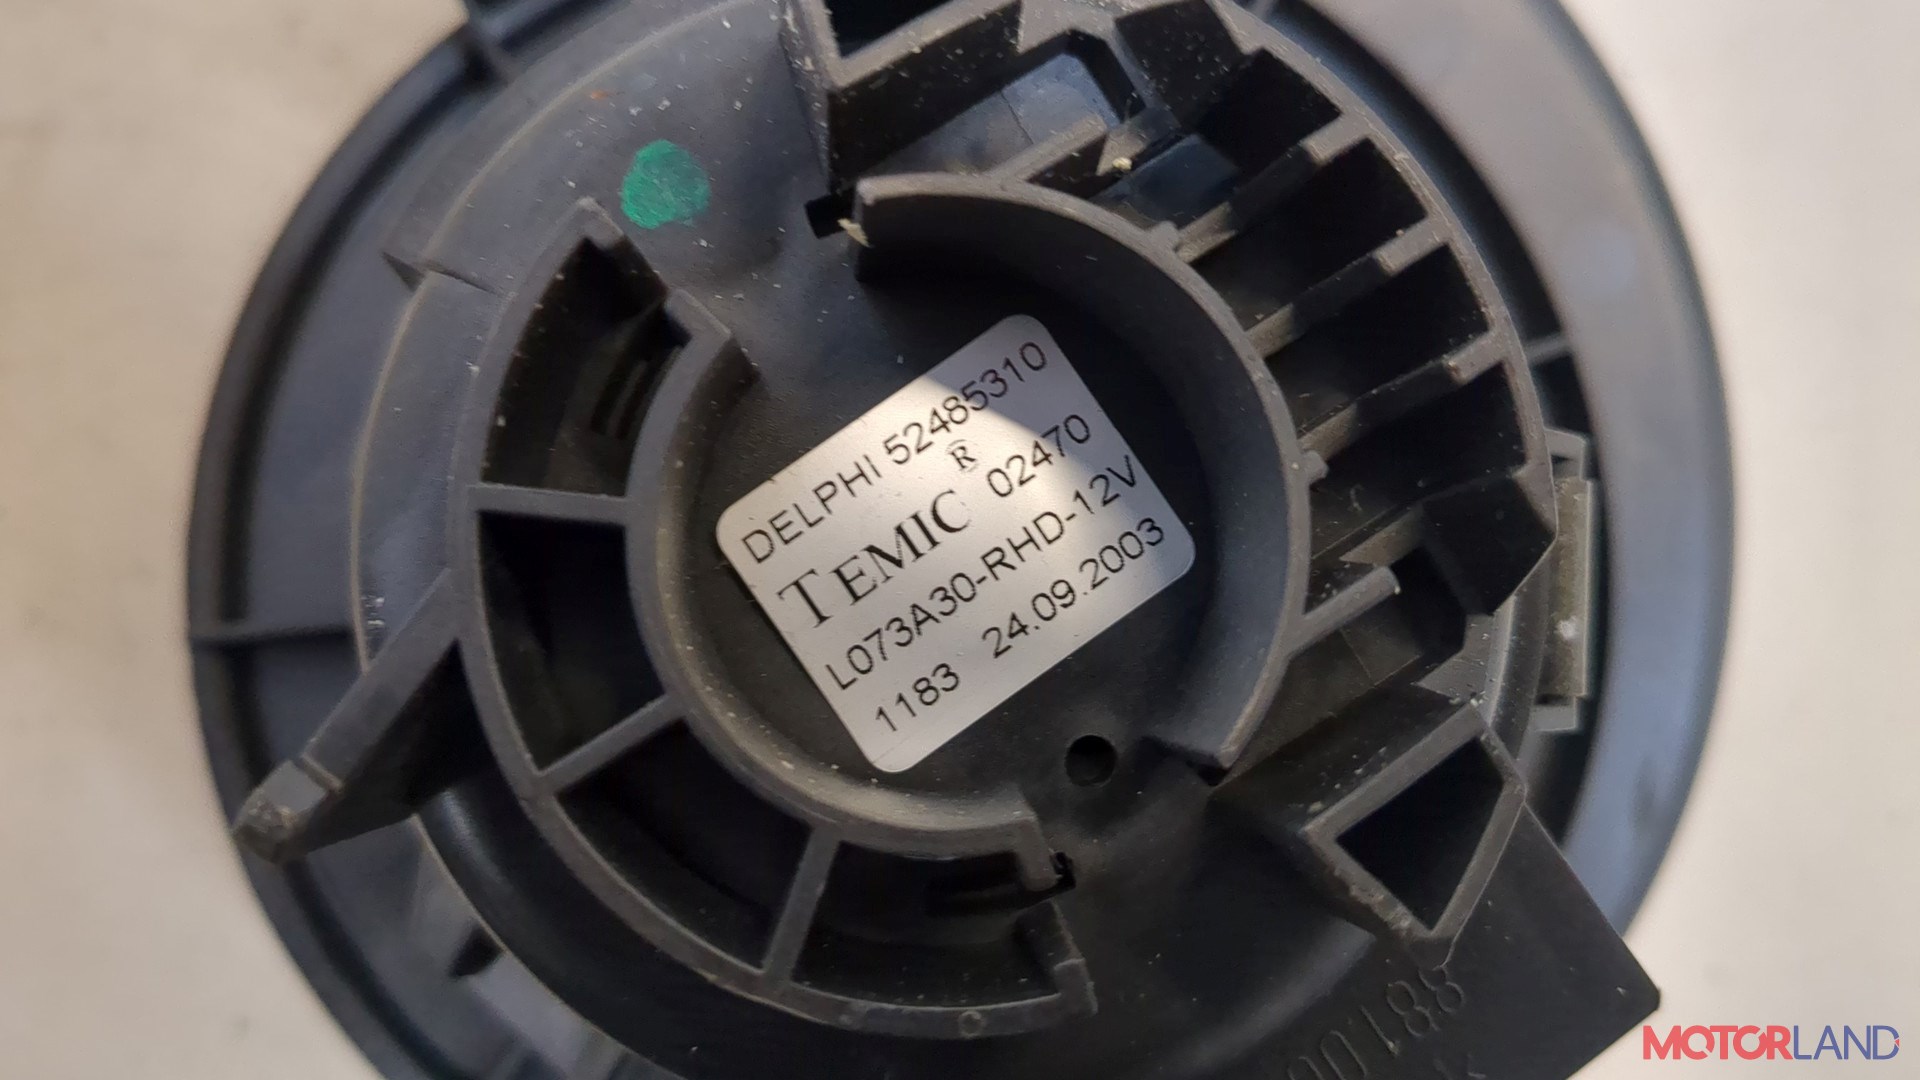 DELPHI 52485310
TEMIC ® 02470
L073A30-RHD-12V
1183 24.09.2003
MOTORLAND